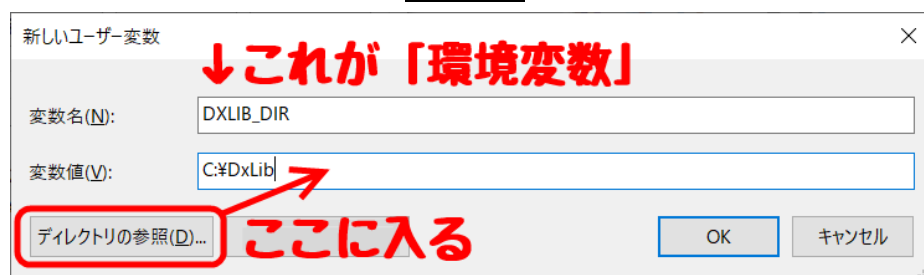 新しいユーザー変数
↓これが「環境変数」
変数名(N): DXLIB_DIR
変数値(V): C:¥DxLib
ディレクトリの参照(D)... ここに入る OK キャンセル